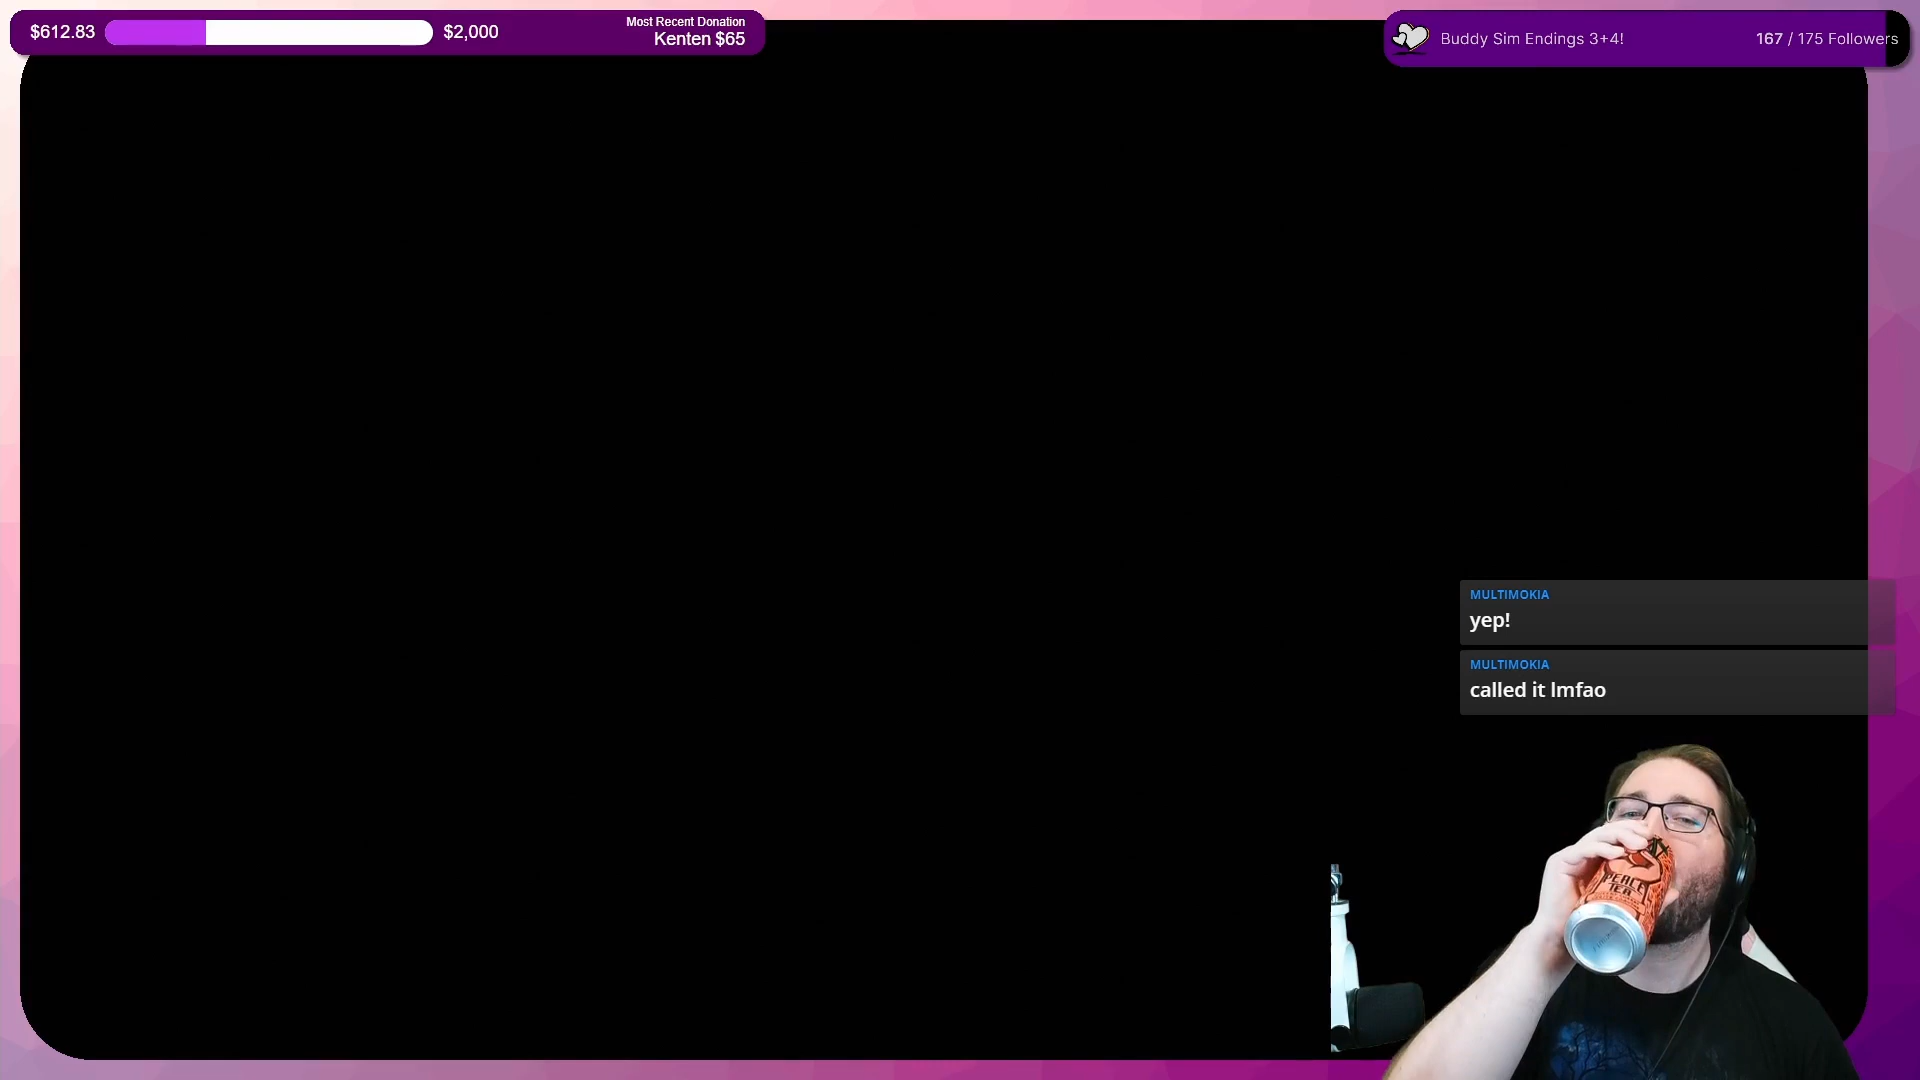 $612.83
$2,000
Most Recent Donation
Kenten $65
Buddy Sim Endings 3+4!
167 / 175 Followers
MULTIMOKIA
yep!
MULTIMOKIA
called it lmfao
PEACE
TEA